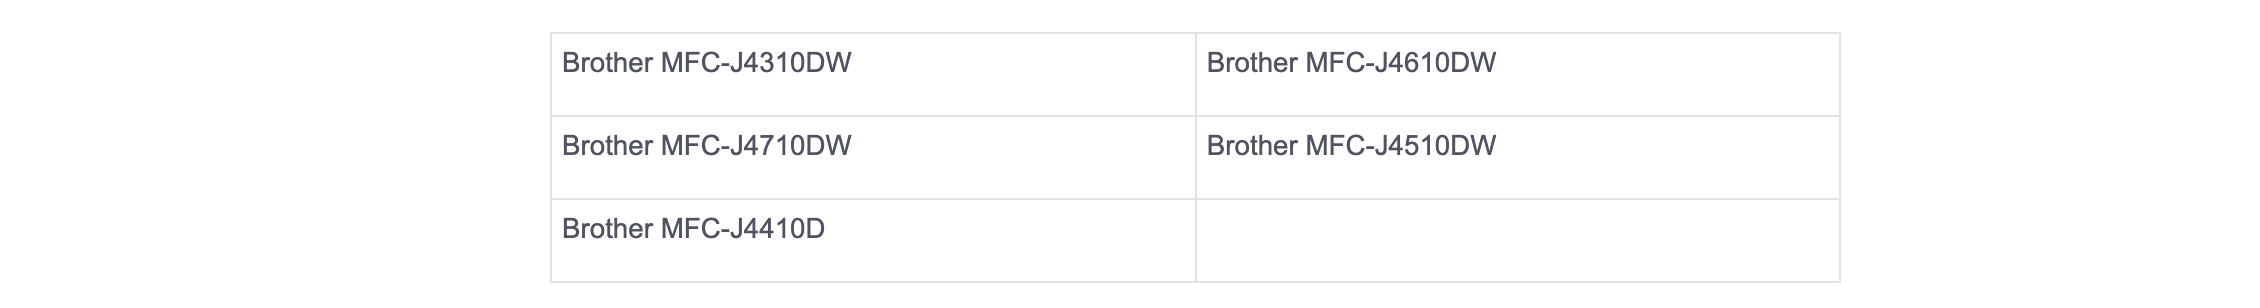 Brother MFC-J4310DW
Brother MFC-J4610DW
Brother MFC-J4710DW
Brother MFC-J4510DW
Brother MFC-J4410D